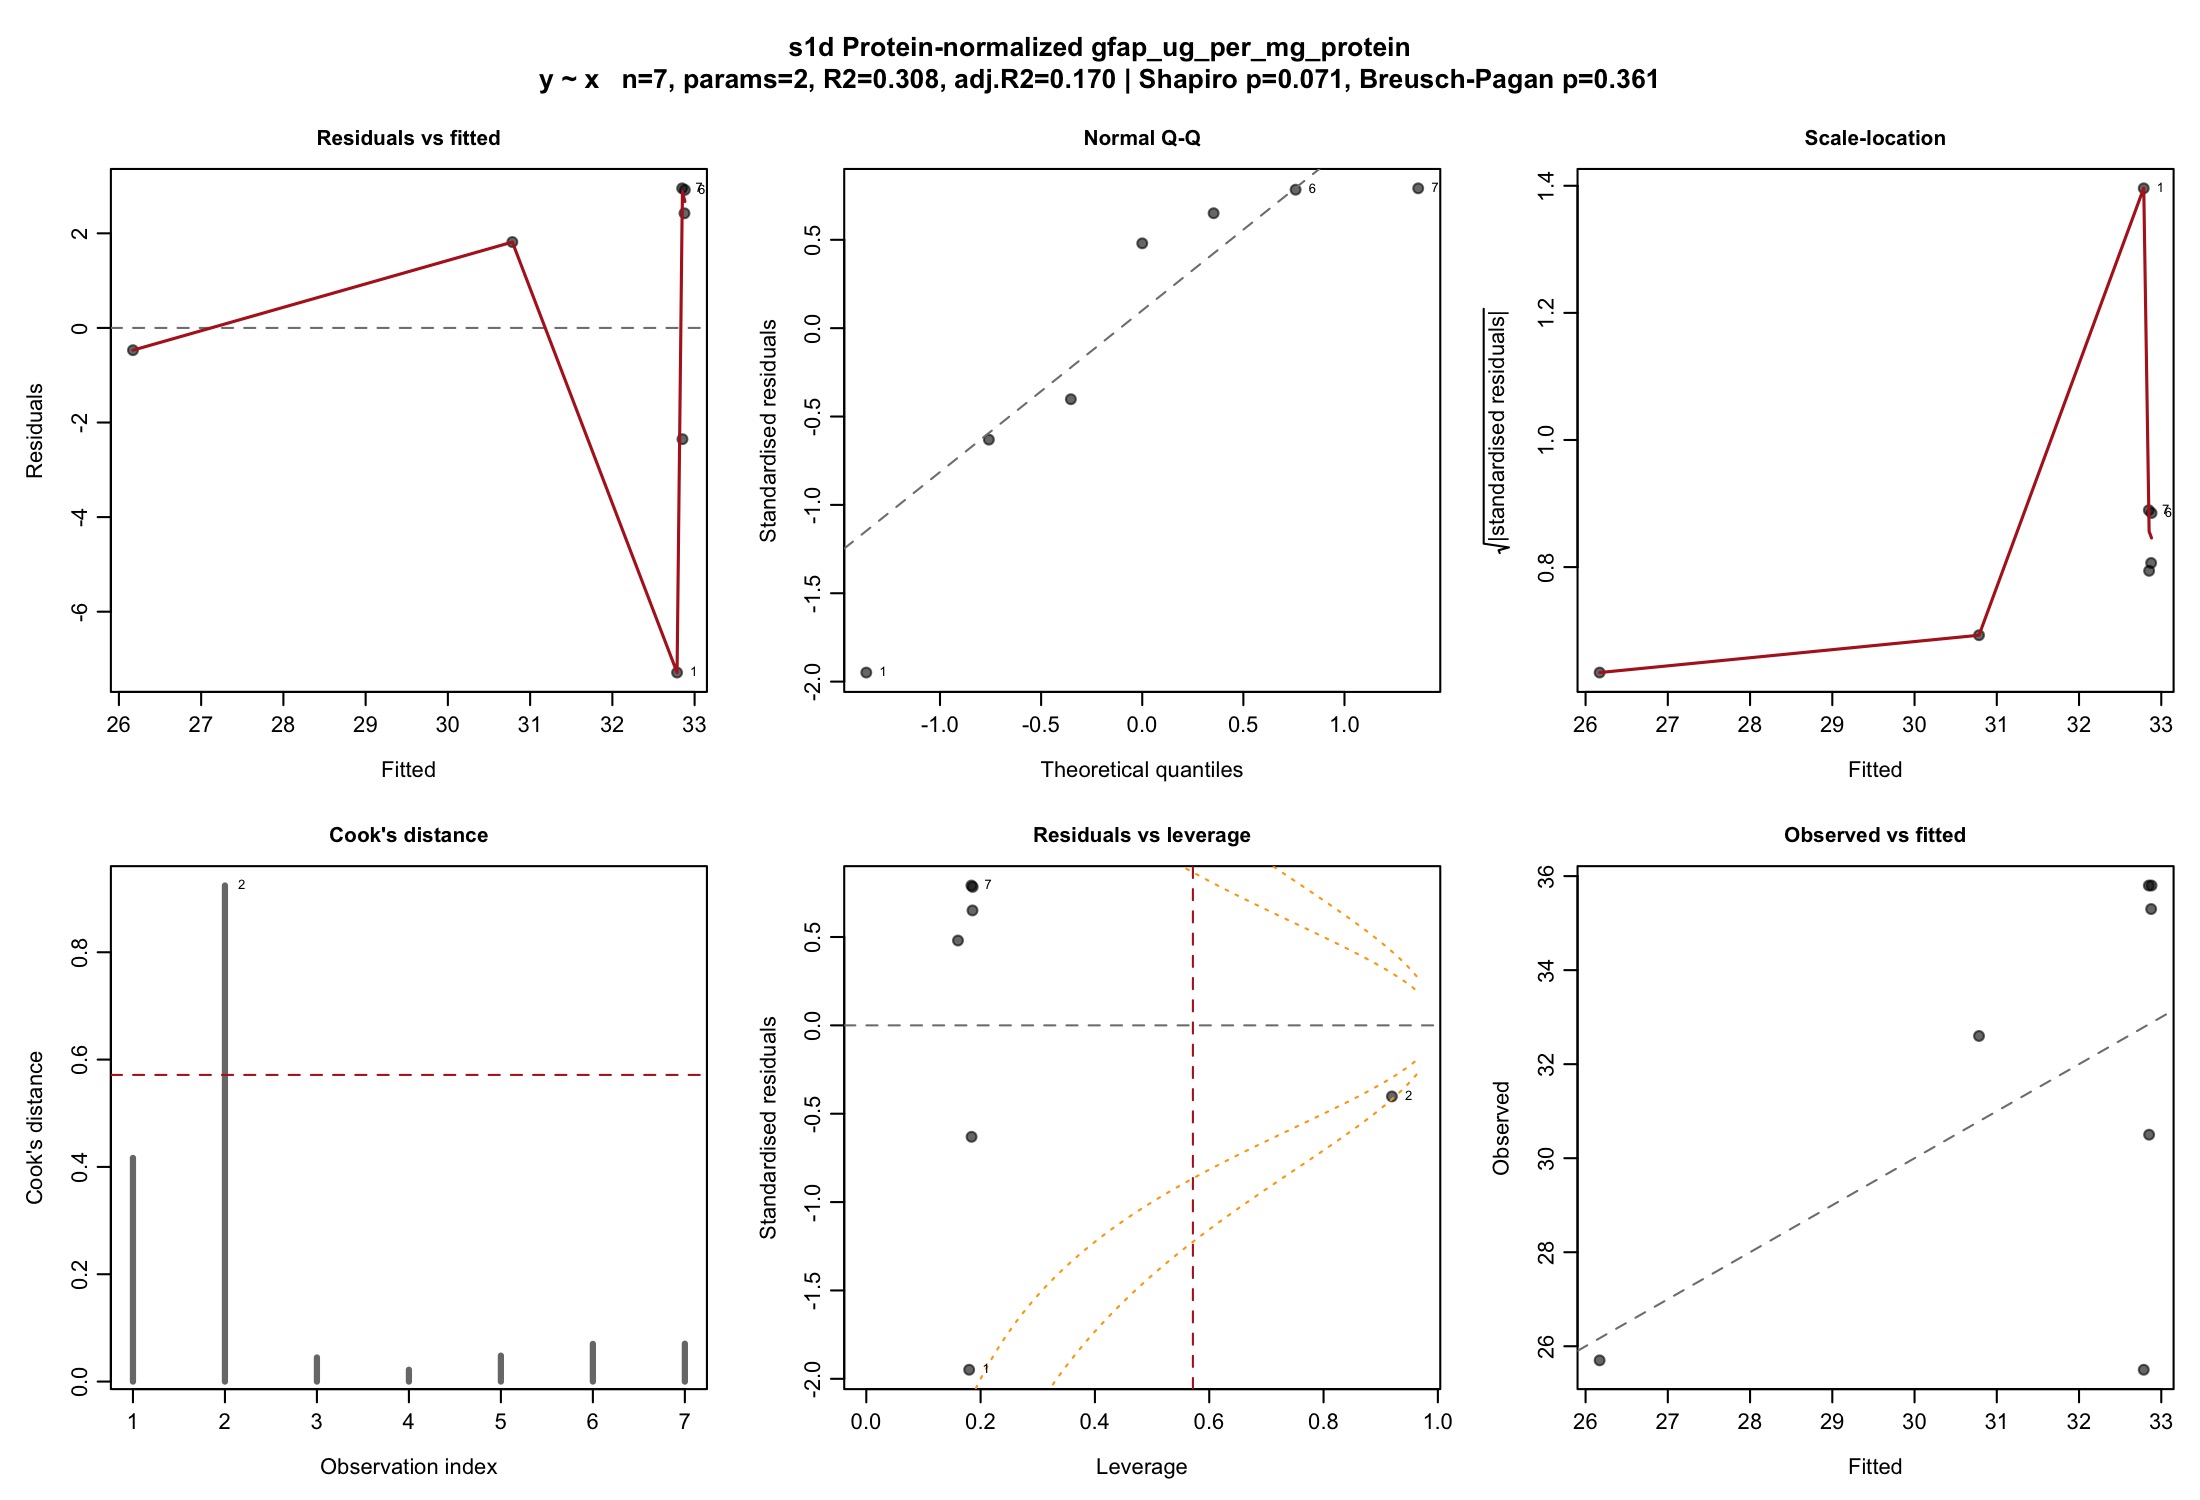 s1d Protein-normalized gfap_ug_per_mg_protein
y ~ x n=7, params=2, R2=0.308, adj.R2=0.170 | Shapiro p=0.071, Breusch-Pagan p=0.361
Residuals vs fitted
Residuals
2
0
-2
-4
-6
7
6
1
26 27 28 29 30 31 32 33
Fitted
Normal Q-Q
Standardised residuals
0.5
0.0
-0.5
-1.0
-1.5
-2.0
6
7
1
-1.0 -0.5 0.0 0.5 1.0
Theoretical quantiles
Scale-location
√|standardised residuals|
1.4
1.2
1.0
0.8
1
7
6
26 27 28 29 30 31 32 33
Fitted
Cook's distance
Cook's distance
0.8
0.6
0.4
0.2
0.0
2
1 2 3 4 5 6 7
Observation index
Residuals vs leverage
Standardised residuals
0.5
0.0
-0.5
-1.0
-1.5
-2.0
7
2
1
0.0 0.2 0.4 0.6 0.8 1.0
Leverage
Observed vs fitted
Observed
36
34
32
30
28
26
26 27 28 29 30 31 32 33
Fitted